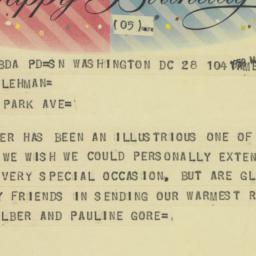 Happy Birthday
(05)
BDA PD=SN WASHINGTON DC 28 104
LEHMAN=
PARK AVE=
ER HAS BEEN AN ILLUSTRIOUS ONE OF
WE WISH WE COULD PERSONALLY EXTEN
VERY SPECIAL OCCASION, BUT ARE GL
Y FRIENDS IN SENDING OUR WARMEST R
LBER AND PAULINE GORE=